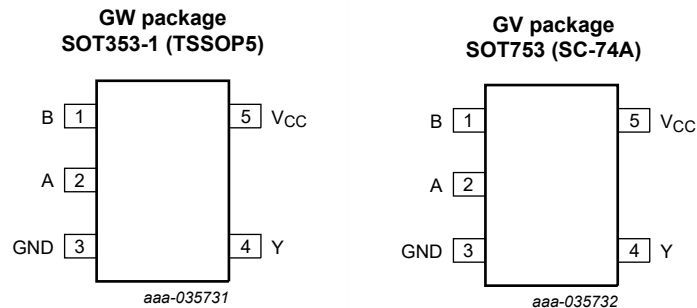 GW package
SOT353-1 (TSSOP5)
B 1
5 VCC
A 2
GND 3
4 Y
aaa-035731
GV package
SOT753 (SC-74A)
B 1
5 VCC
A 2
GND 3
4 Y
aaa-035732